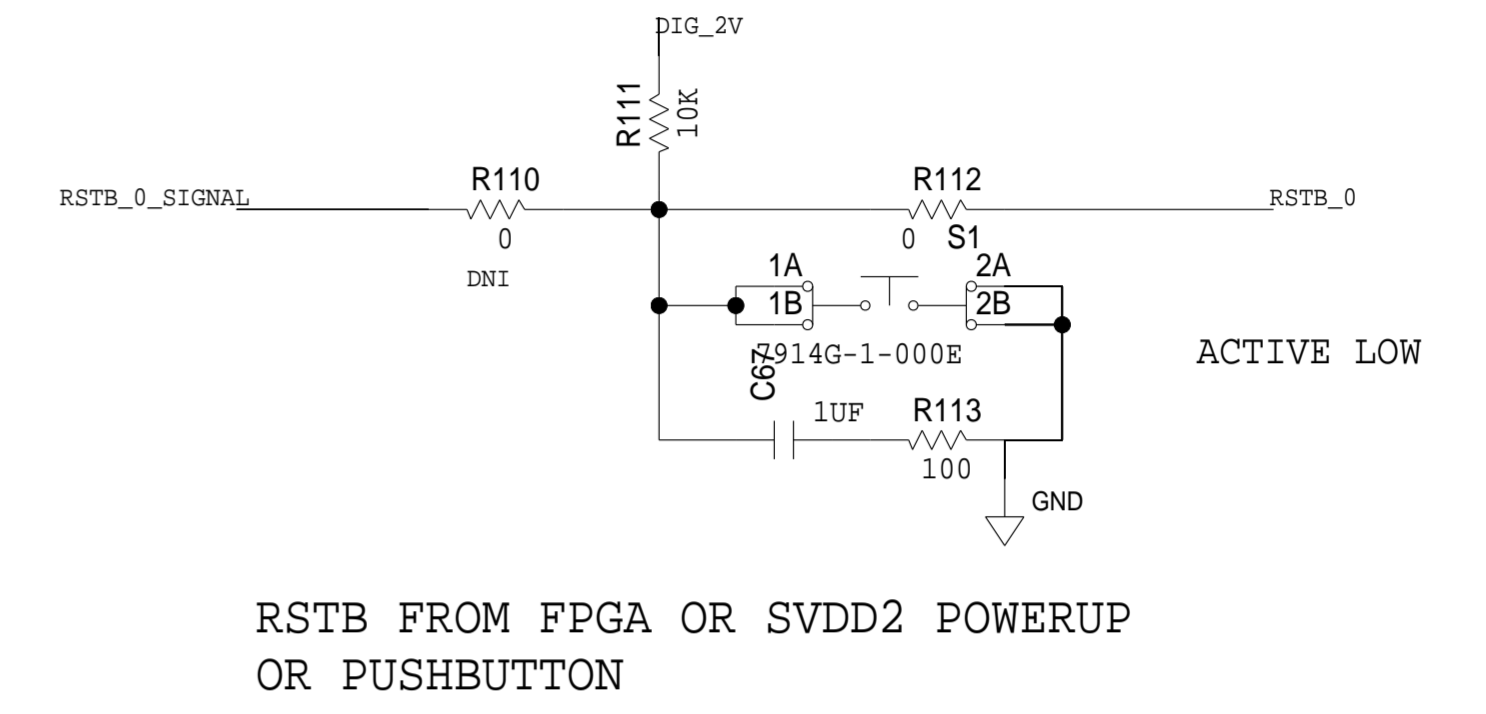 DIG_2V
R111
10K
RSTB_0_SIGNAL
R110
0
DNI
R112
0
RSTB_0
S1
1A
1B
2A
2B
7914G-1-000E
ACTIVE LOW
C67
1UF
R113
100
GND
RSTB FROM FPGA OR SVDD2 POWERUP
OR PUSHBUTTON